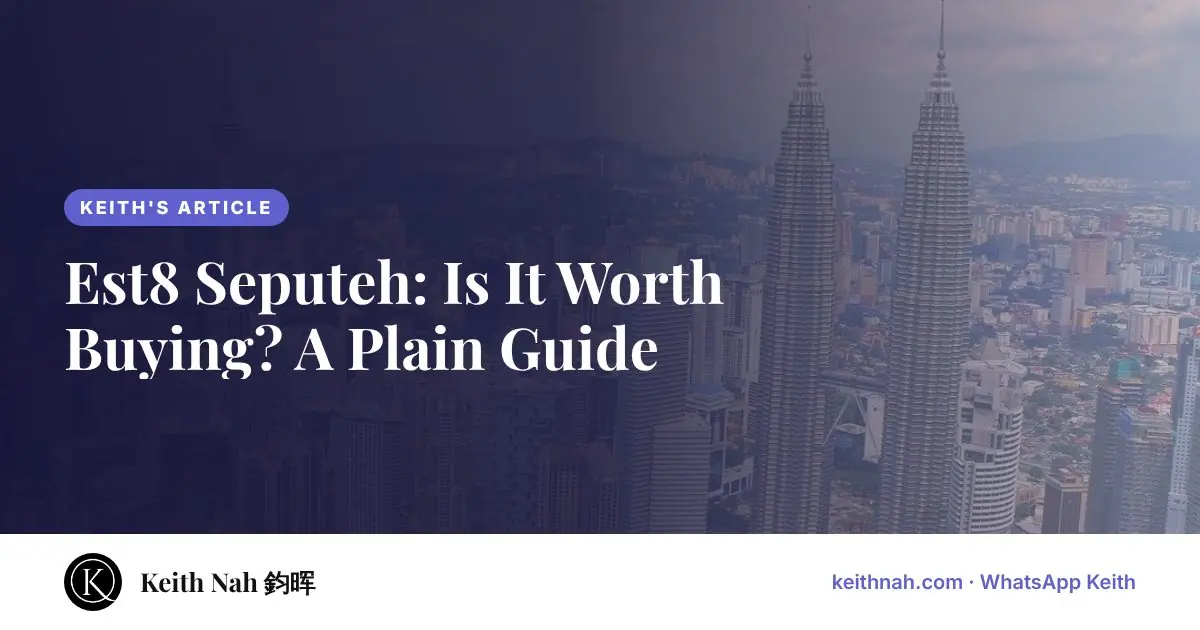 KEITH'S ARTICLE
Est8 Seputeh: Is It Worth
Buying? A Plain Guide
K
Keith Nah 鈞晖
keithnah.com · WhatsApp Keith